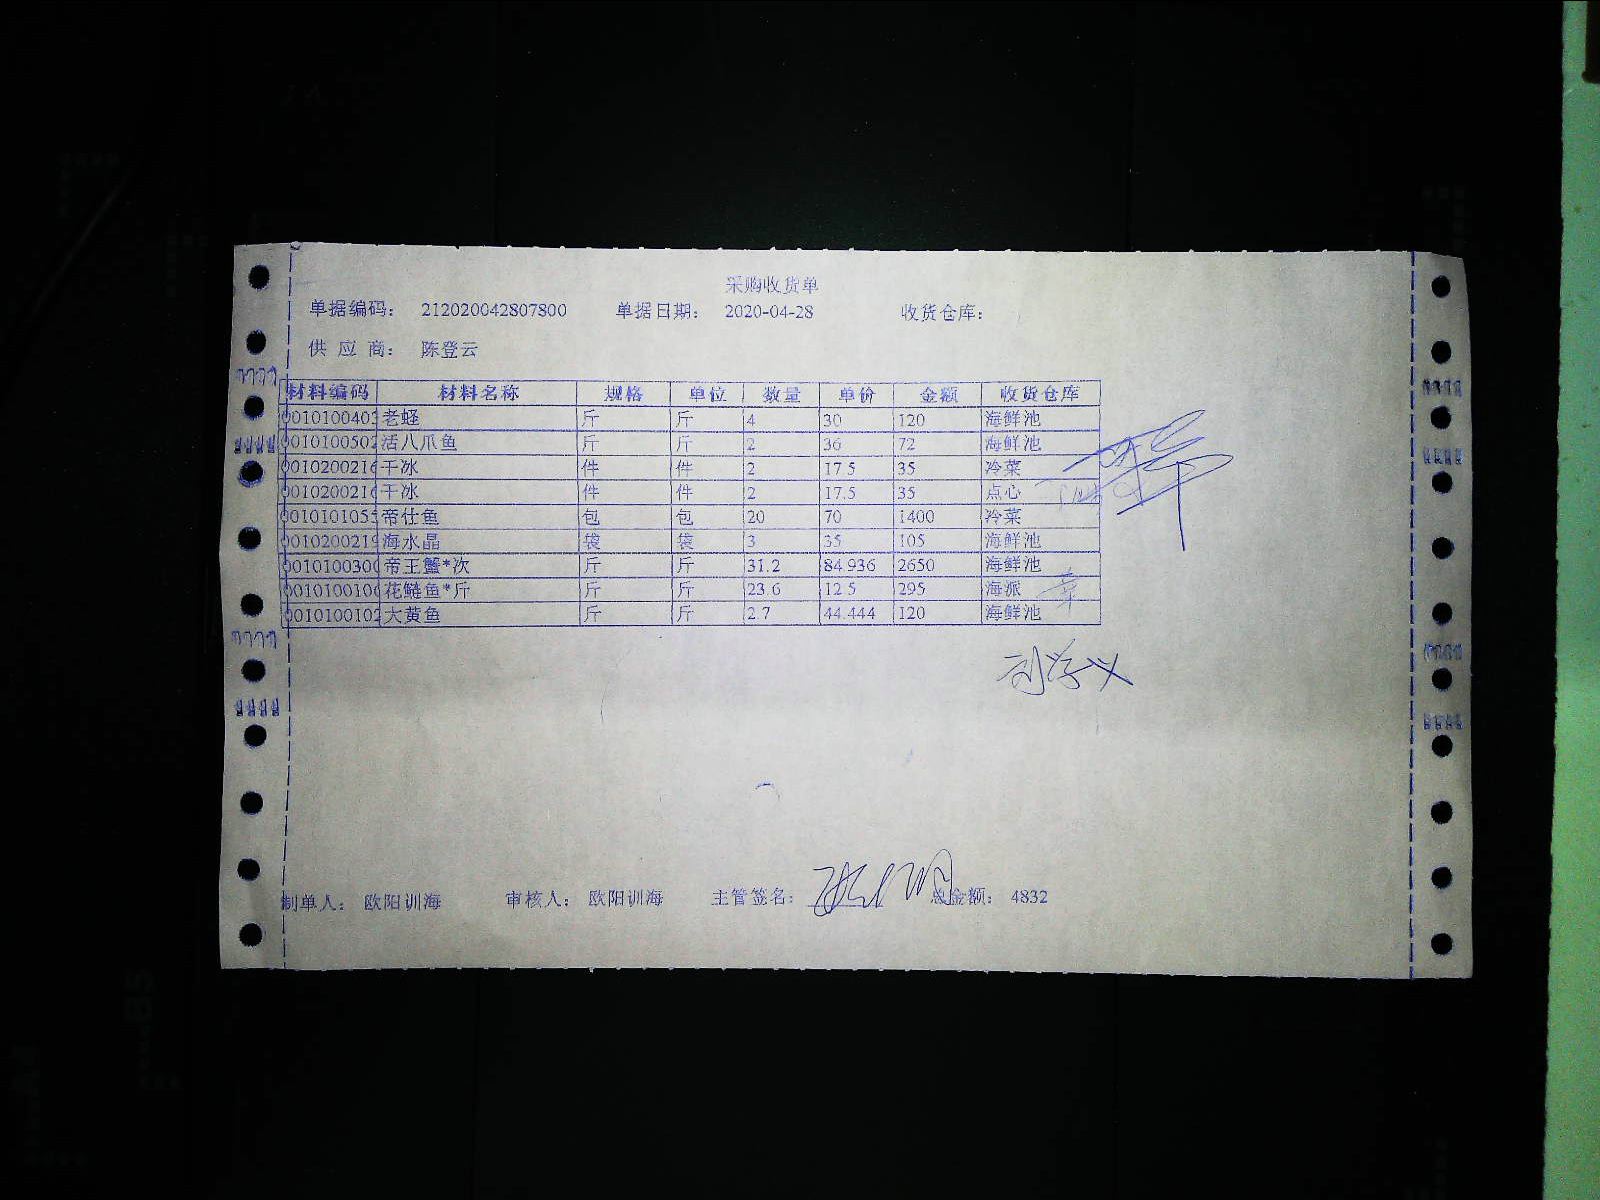 采购收货单
单据编码： 212020042807800 单据日期： 2020-04-28 收货仓库：
供 应 商： 陈登云
材料编码 材料名称 规格 单位 数量 单价 金额 收货仓库
老蛏 斤 斤 4 30 120 海鲜池
活八爪鱼 斤 斤 2 36 72 海鲜池
干冰 件 件 2 17.5 35 冷菜
干冰 件 件 2 17.5 35 点心
帝仕鱼 包 包 20 70 1400 冷菜
海水晶 袋 袋 3 35 105 海鲜池
帝王蟹*次 斤 斤 31.2 84.936 2650 海鲜池
花鲢鱼*斤 斤 斤 23.6 12.5 295 海派
大黄鱼 斤 斤 2.7 44.444 120 海鲜池
制单人： 欧阳训海 审核人： 欧阳训海 主管签名： 总金额： 4832